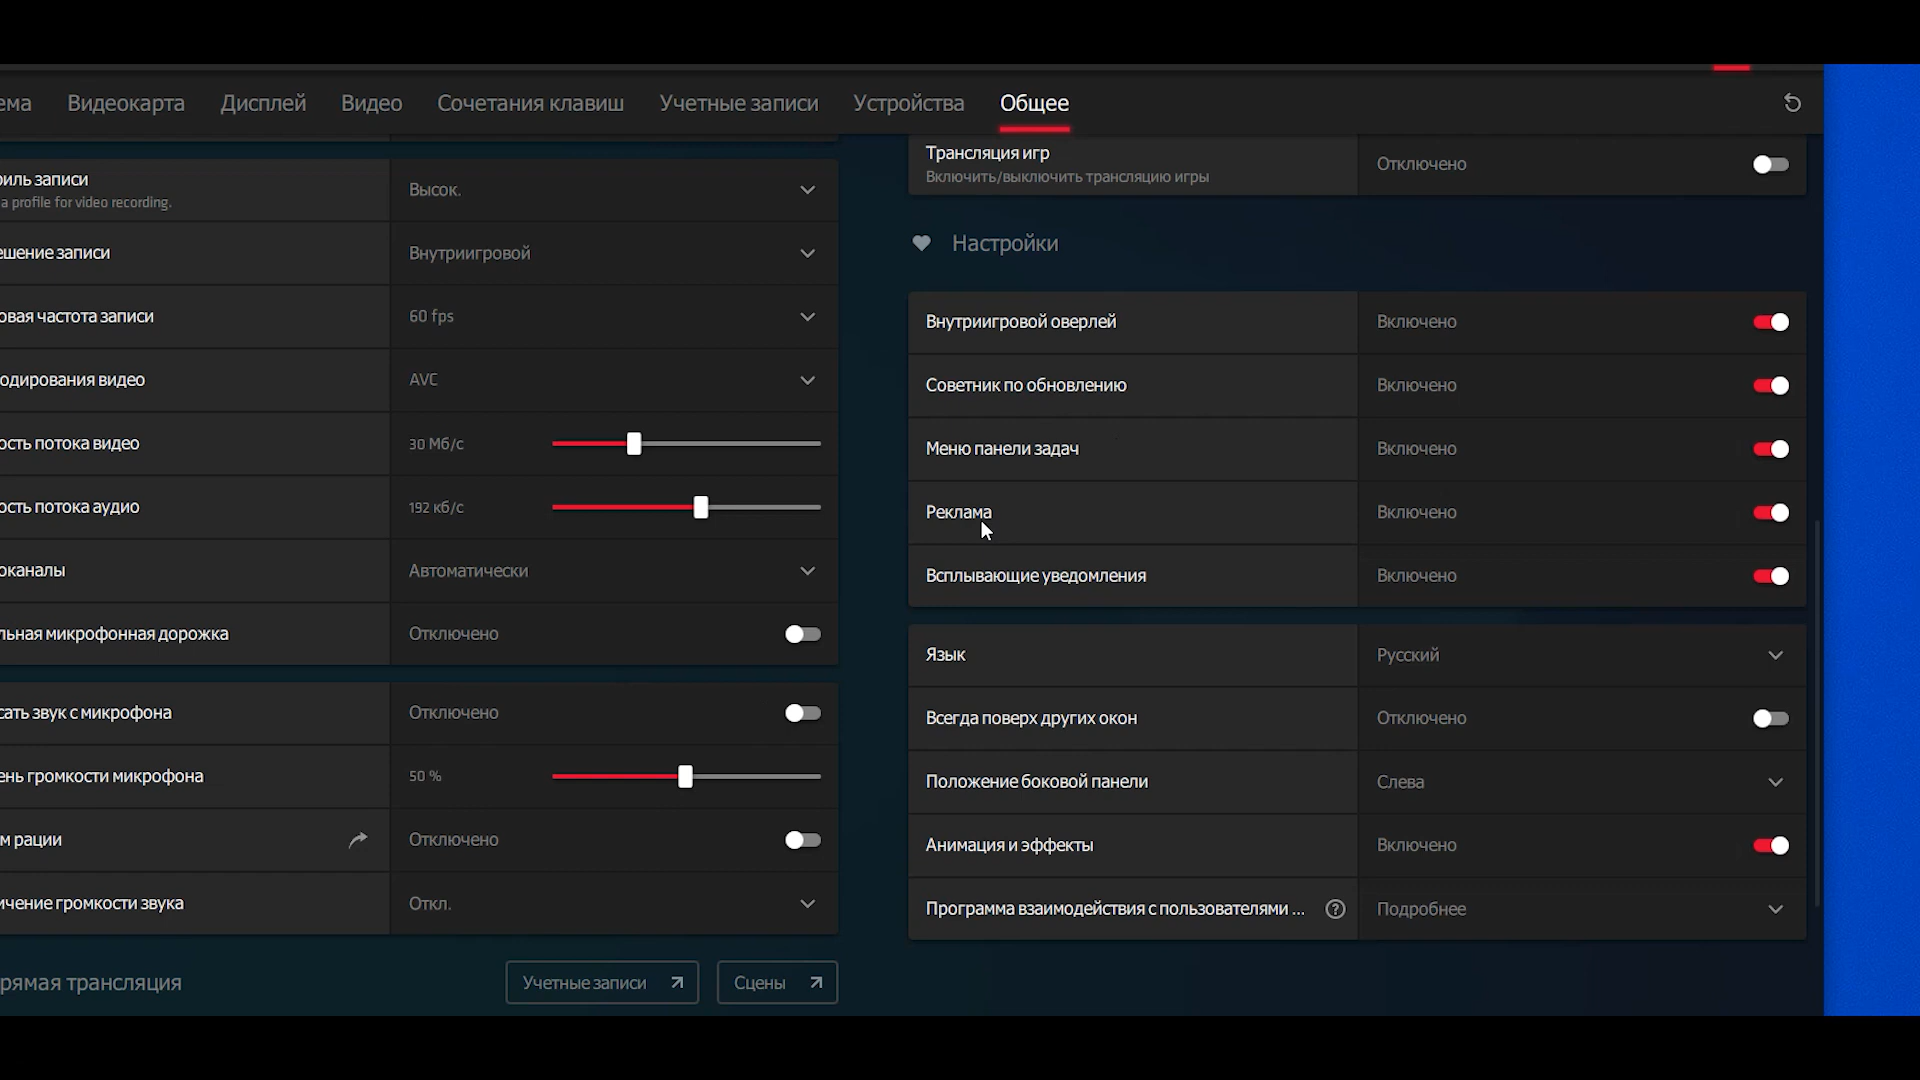 ема Видеокарта Дисплей Видео Сочетания клавиш Учетные записи Устройства Общее
иль записи Высок.
a profile for video recording.
ешение записи Внутриигровой
овая частота записи 60 fps
одирования видео AVC
ость потока видео 30 Мб/с
ость потока аудио 192 кб/с
оканалы Автоматически
льная микрофонная дорожка Отключено
сать звук с микрофона Отключено
ень громкости микрофона 50 %
м рации Отключено
ичение громкости звука Откл.
рямая трансляция Учетные записи Сцены
Трансляция игр Отключено
Включить/выключить трансляцию игры
Настройки
Внутриигровой оверлей Включено
Советник по обновлению Включено
Меню панели задач Включено
Реклама Включено
Всплывающие уведомления Включено
Язык Русский
Всегда поверх других окон Отключено
Положение боковой панели Слева
Анимация и эффекты Включено
Программа взаимодействия с пользователями ... Подробнее